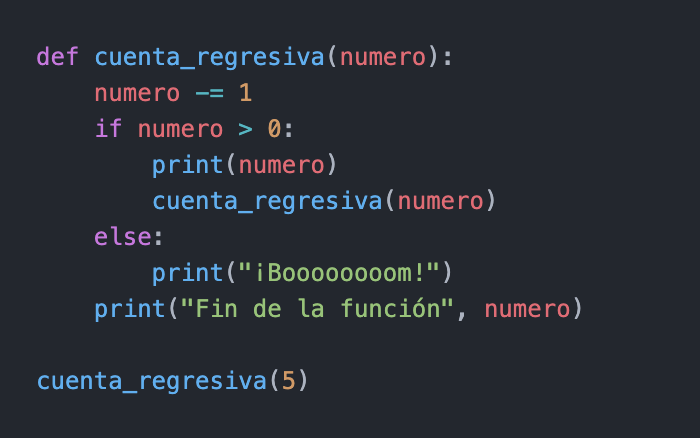 def cuenta_regresiva(numero):
    numero -= 1
    if numero > 0:
        print(numero)
        cuenta_regresiva(numero)
    else:
        print("¡Boooooooom!")
    print("Fin de la función", numero)

cuenta_regresiva(5)